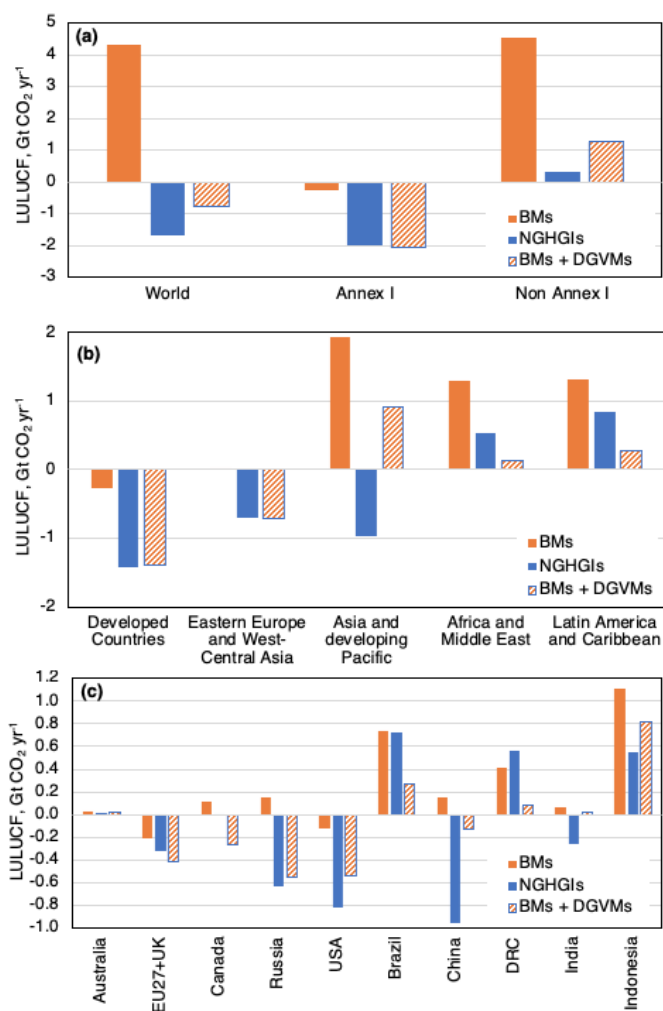 (a)
LULUCF, Gt CO₂ yr⁻¹
5
4
3
2
1
0
-1
-2
-3
BMs
NGHGIs
BMs + DGVMs
World
Annex I
Non Annex I
(b)
LULUCF, Gt CO₂ yr⁻¹
2
1
0
-1
-2
BMs
NGHGIs
BMs + DGVMs
Developed
Countries
Eastern Europe
and West-
Central Asia
Asia and
developing
Pacific
Africa and
Middle East
Latin America
and Caribbean
(c)
LULUCF, Gt CO₂ yr⁻¹
1.2
1.0
0.8
0.6
0.4
0.2
0.0
-0.2
-0.4
-0.6
-0.8
-1.0
BMs
NGHGIs
BMs + DGVMs
Australia
EU27+UK
Canada
Russia
USA
Brazil
China
DRC
India
Indonesia